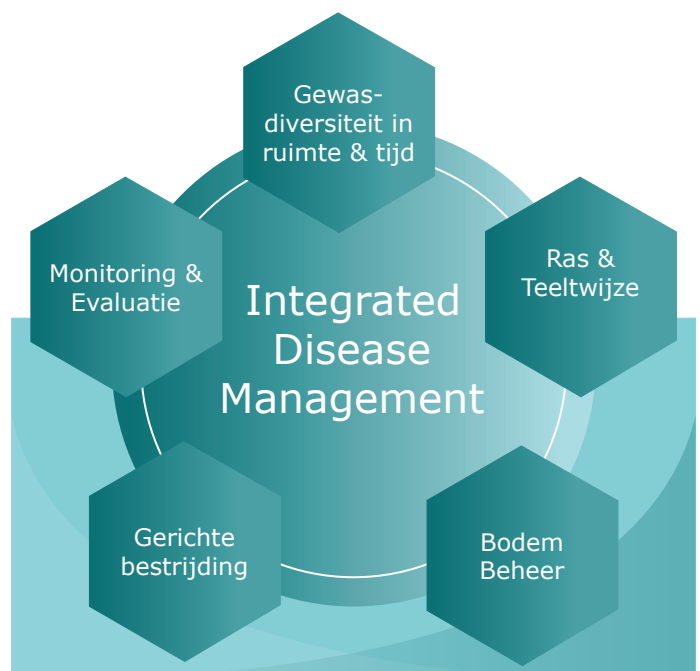 Gewas-
diversiteit in
ruimte & tijd
Ras &
Teeltwijze
Monitoring &
Evaluatie
Integrated
Disease
Management
Gerichte
bestrijding
Bodem
Beheer